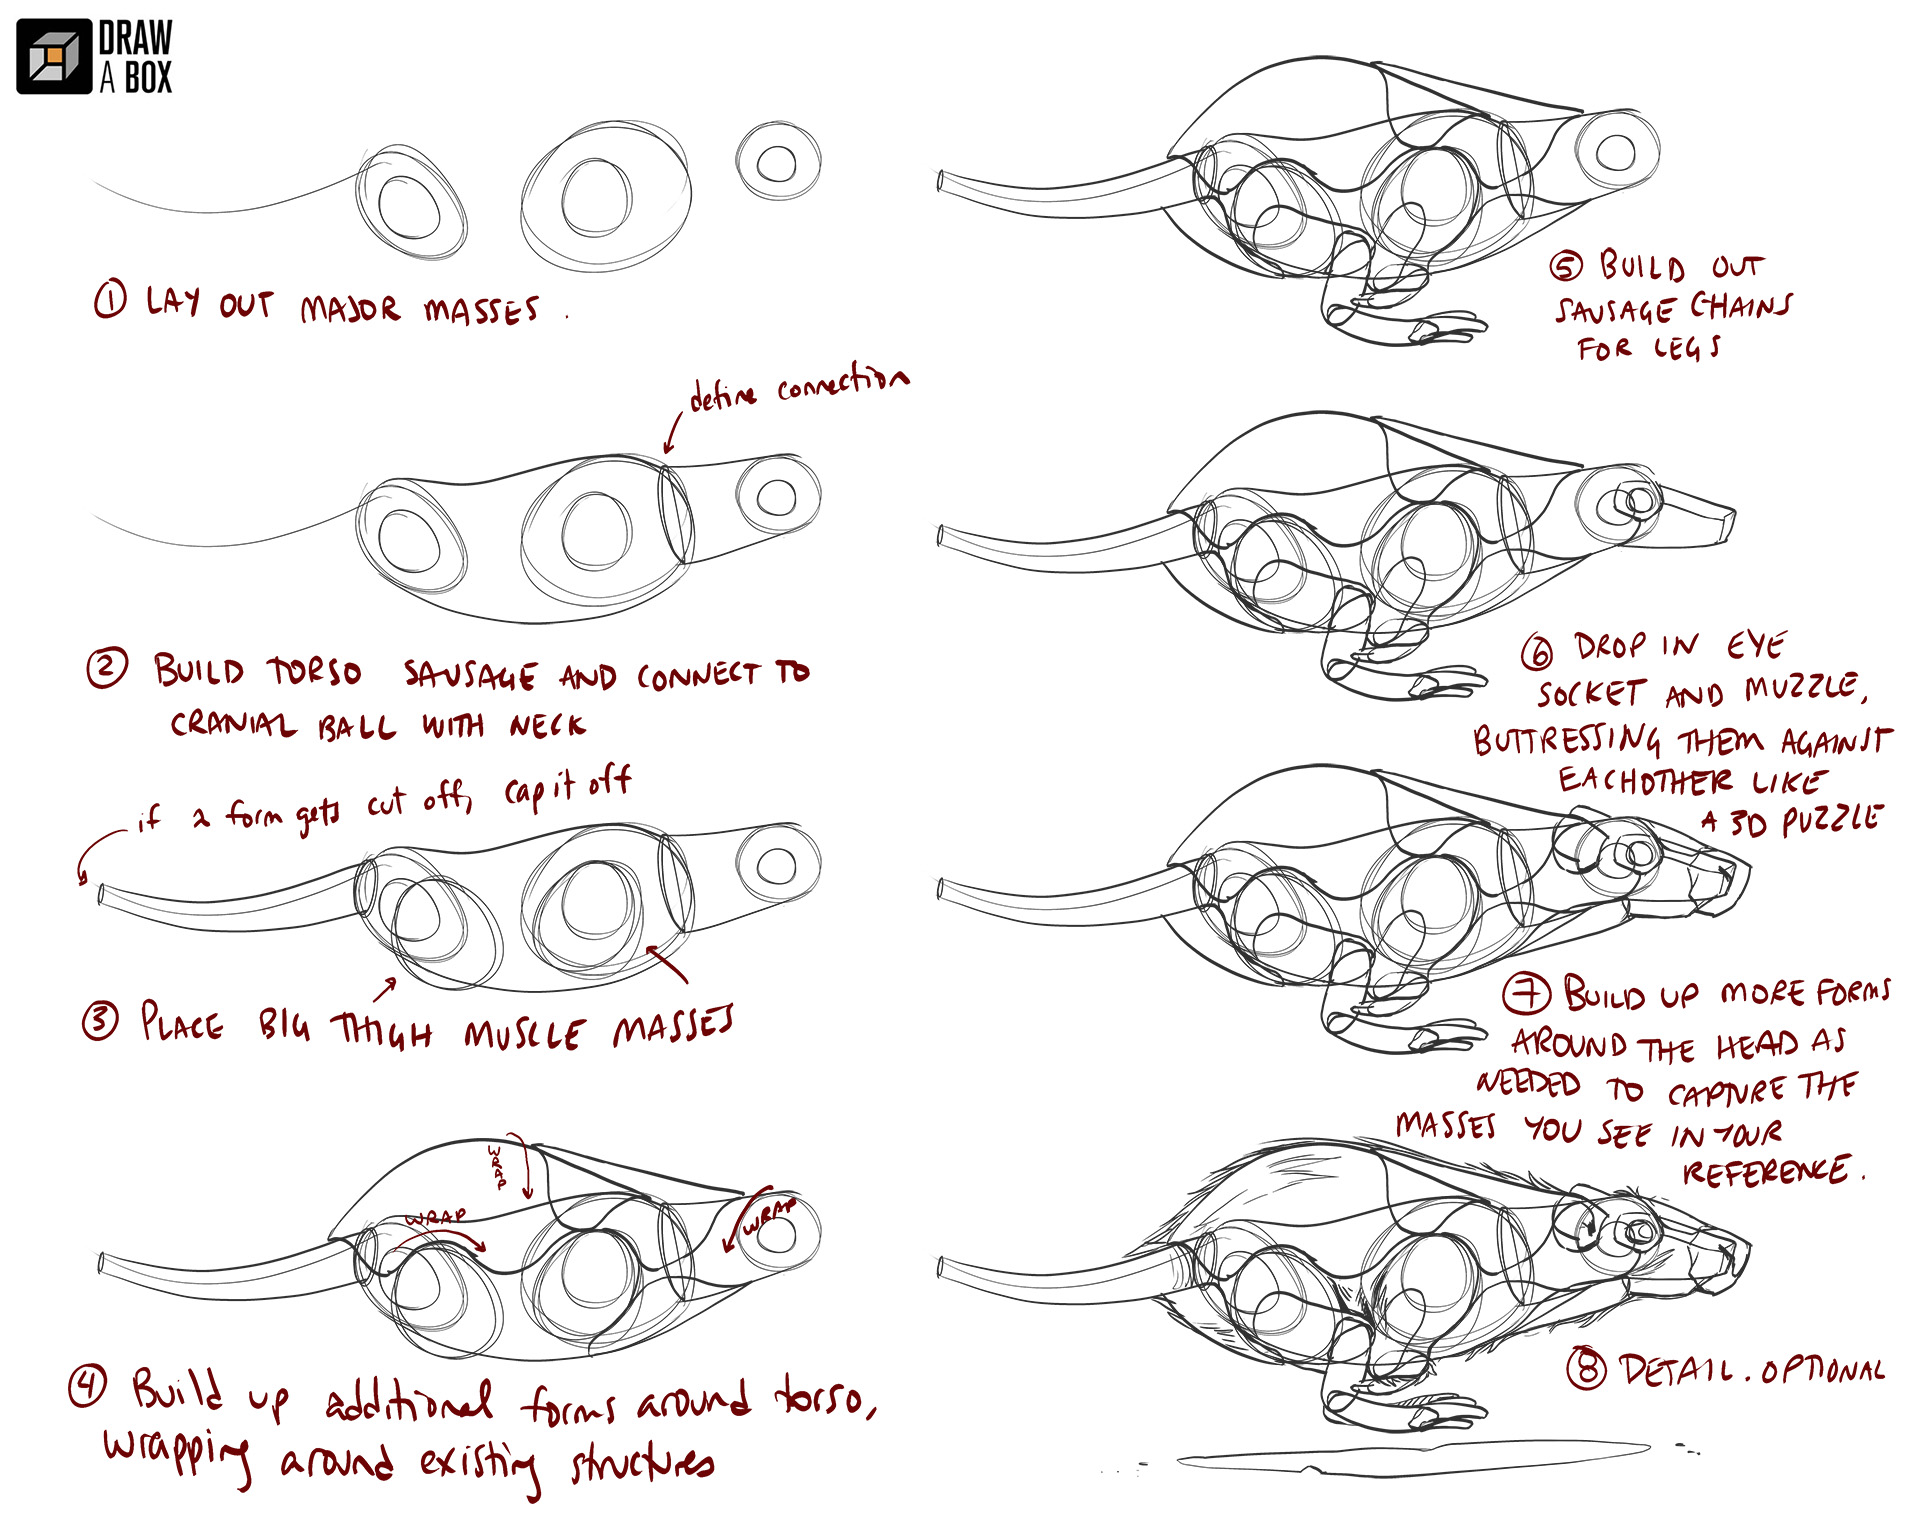 DRAW
A BOX
① LAY OUT MAJOR MASSES.
define connection
② BUILD TORSO SAUSAGE AND CONNECT TO
CRANIAL BALL WITH NECK
if a form gets cut off, cap it off
③ PLACE BIG THIGH MUSCLE MASSES
WRAP
WRAP
WRAP
④ Build up additional forms around torso,
wrapping around existing structures
⑤ BUILD OUT
SAUSAGE CHAINS
FOR LEGS
⑥ DROP IN EYE
SOCKET AND MUZZLE,
BUTTRESSING THEM AGAINST
EACHOTHER LIKE
A 3D PUZZLE
⑦ BUILD UP MORE FORMS
AROUND THE HEAD AS
NEEDED TO CAPTURE THE
MASSES YOU SEE IN YOUR
REFERENCE.
⑧ DETAIL. OPTIONAL